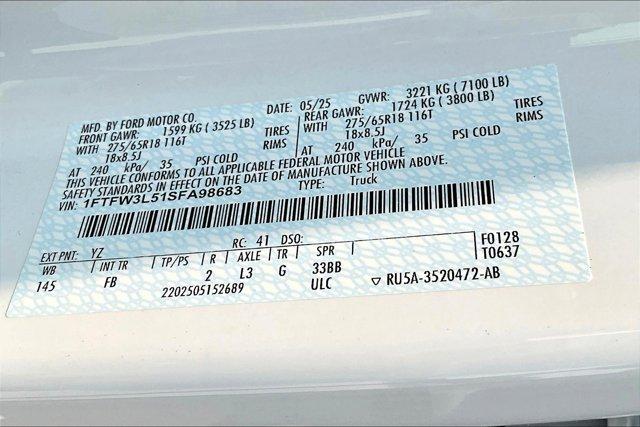 MFD. BY FORD MOTOR CO. DATE: 05/25 GVWR: 3221 KG ( 7100 LB)
FRONT GAWR: 1599 KG ( 3525 LB) REAR GAWR: 1724 KG ( 3800 LB)
WITH 275/65R18 116T TIRES WITH 275/65R18 116T TIRES
18x8.5J RIMS 18x8.5J RIMS
AT 240 kPa/ 35 PSI COLD AT 240 kPa/ 35 PSI COLD
THIS VEHICLE CONFORMS TO ALL APPLICABLE FEDERAL MOTOR VEHICLE
SAFETY STANDARDS IN EFFECT ON THE DATE OF MANUFACTURE SHOWN ABOVE.
VIN: 1FTFW3L51SFA98683 TYPE: Truck
EXT PNT: YZ RC: 41 DSO: F0128
WB INT TR TP/PS R AXLE TR SPR T0637
145 FB 2 L3 G 33BB
2202505152689 ULC ▽ RU5A-3520472-AB